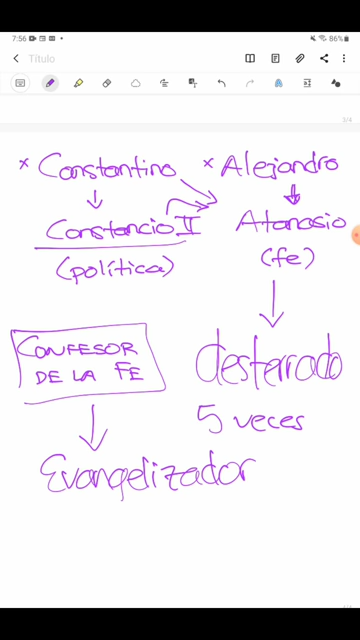 7:56
86%
Título
3/4
× Constantino × Alejandro
Constancio II Atanasio
(política) (fe)
CONFESOR
DE LA FE
desterrado
5 veces
Evangelizador